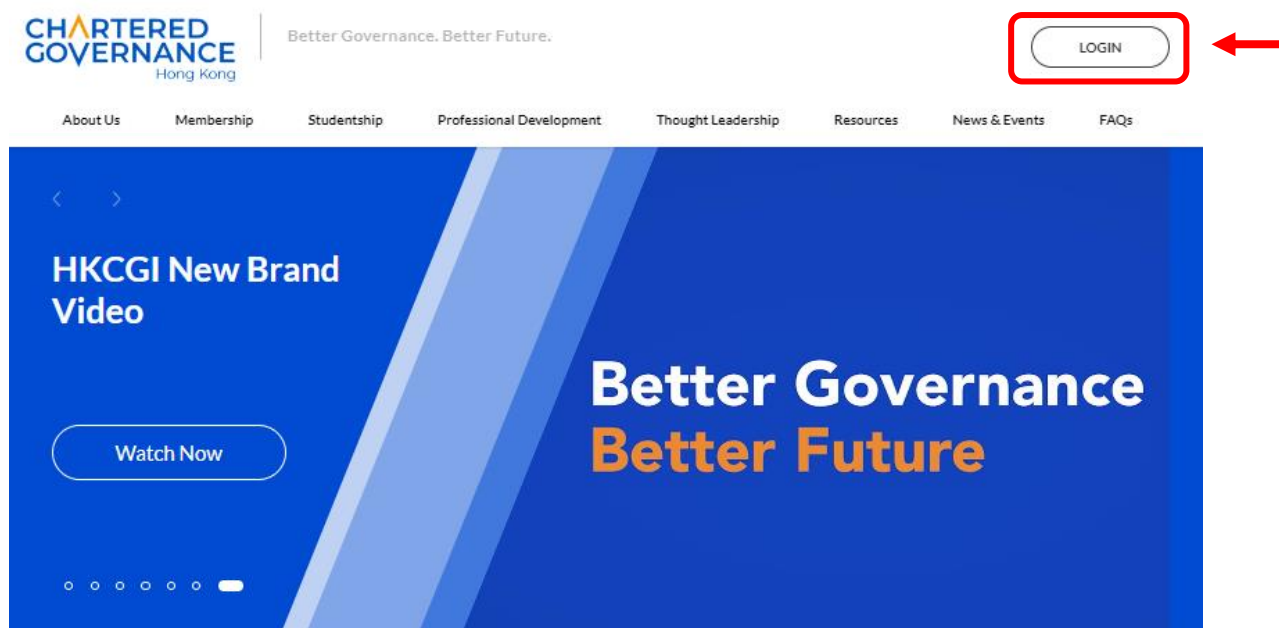 CHARTERED
GOVERNANCE
Hong Kong
Better Governance. Better Future.
LOGIN
About Us Membership Studentship Professional Development Thought Leadership Resources News & Events FAQs
HKCGI New Brand
Video
Watch Now
Better Governance
Better Future